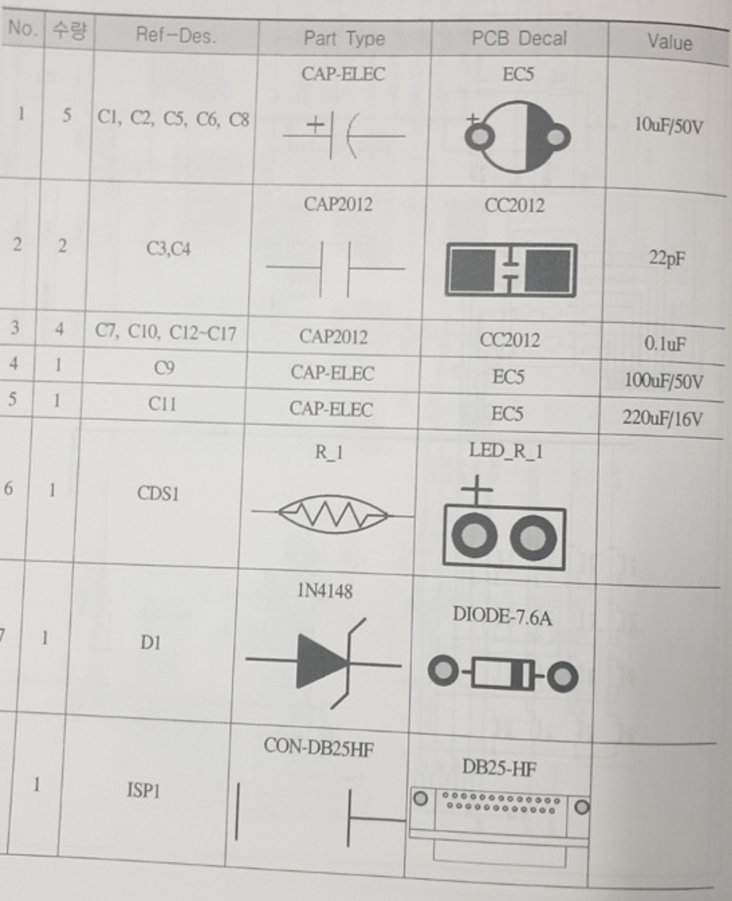 No. 수량 Ref-Des. Part Type PCB Decal Value
CAP-ELEC EC5
1 5 C1, C2, C5, C6, C8 10uF/50V
+ +
CAP2012 CC2012
2 2 C3,C4 22pF
3 4 C7, C10, C12~C17 CAP2012 CC2012 0.1uF
4 1 C9 CAP-ELEC EC5 100uF/50V
5 1 C11 CAP-ELEC EC5 220uF/16V
R_1 LED_R_1
6 1 CDS1
+
1N4148 DIODE-7.6A
7 1 D1
CON-DB25HF DB25-HF
1 ISP1